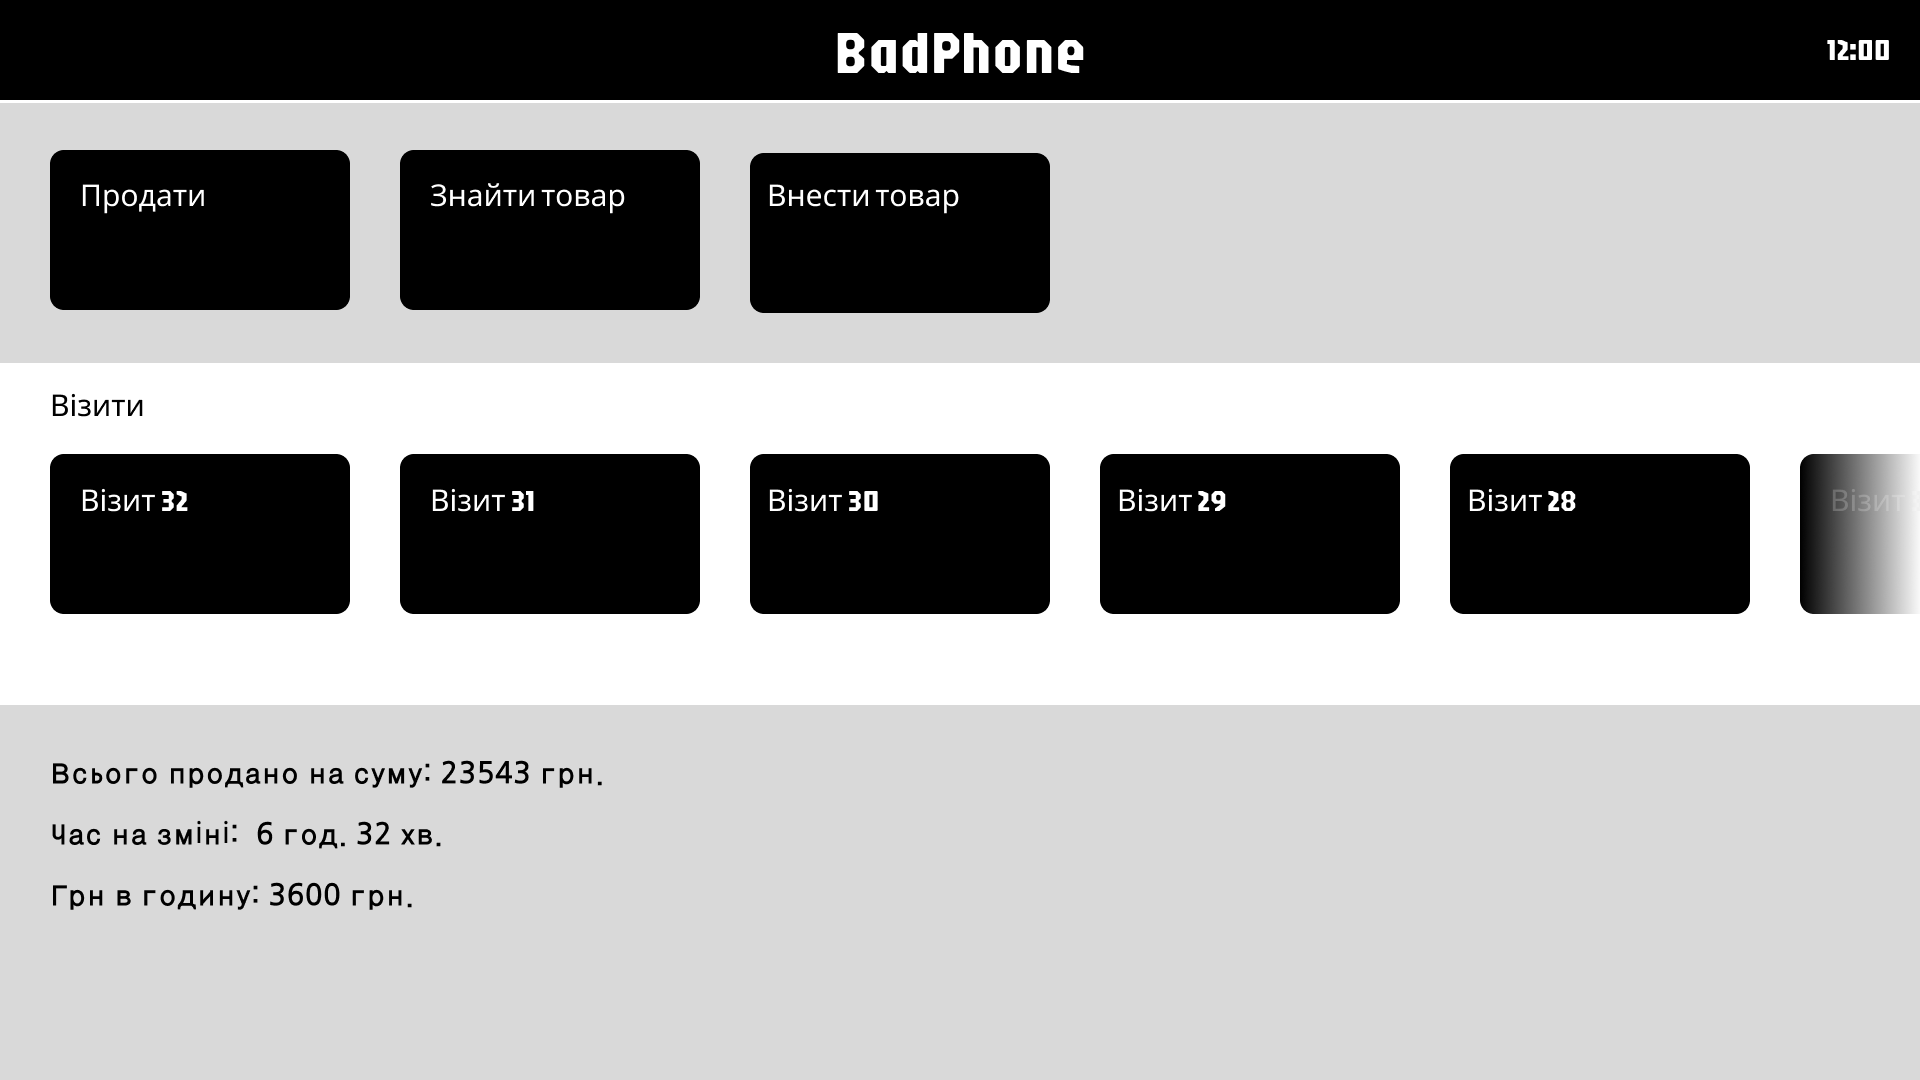 BadPhone
12:00
Продати
Знайти товар
Внести товар
Візити
Візит 32
Візит 31
Візит 30
Візит 29
Візит 28
Візит
Всього продано на суму: 23543 грн.
Час на зміні: 6 год. 32 хв.
Грн в годину: 3600 грн.